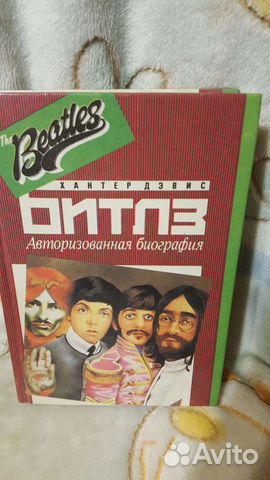 The
Beatles
ХАНТЕР ДЭВИС
БИТЛЗ
Авторизованная биография
Avito